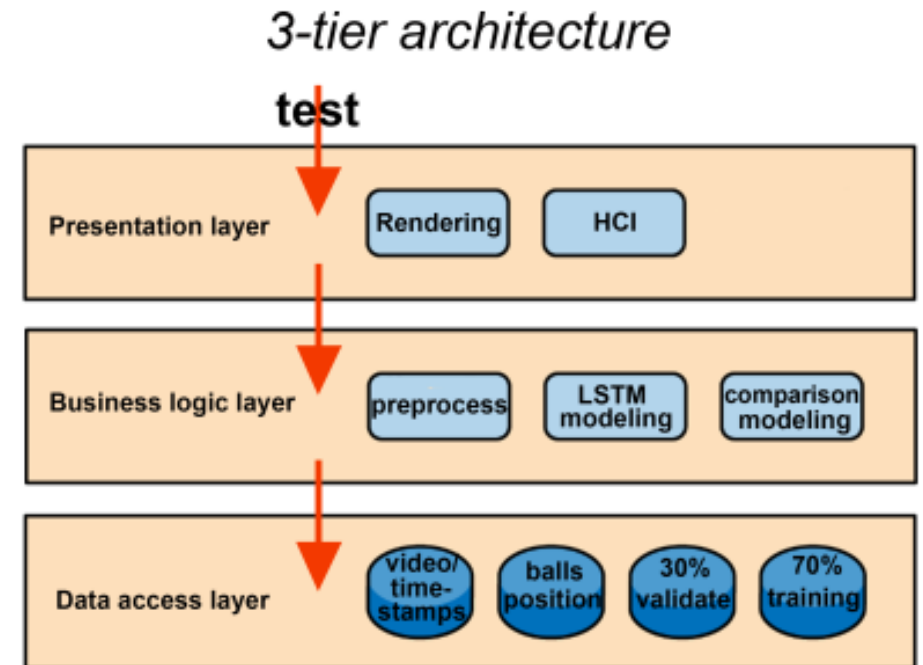 3-tier architecture
test
Presentation layer
Rendering
HCI
Business logic layer
preprocess
LSTM
modeling
comparison
modeling
Data access layer
video/
time-
stamps
balls
position
30%
validate
70%
training